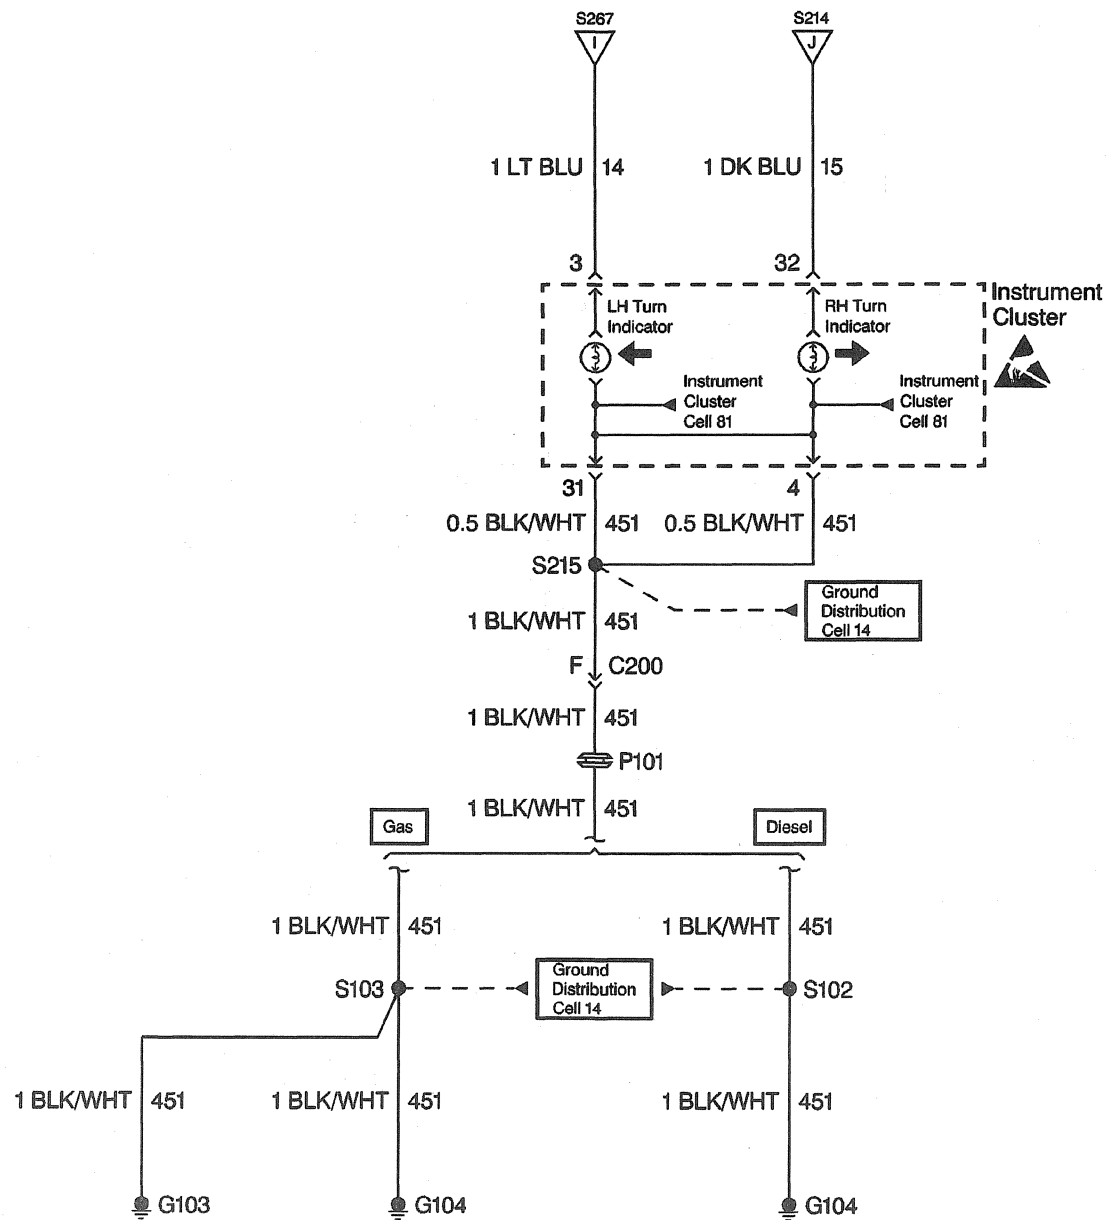 S267
S214
I
J
1 LT BLU 14
1 DK BLU 15
3
32
Instrument
Cluster
LH Turn
Indicator
RH Turn
Indicator
Instrument
Cluster
Cell 81
Instrument
Cluster
Cell 81
31
4
0.5 BLK/WHT 451
0.5 BLK/WHT 451
S215
Ground
Distribution
Cell 14
1 BLK/WHT 451
F C200
1 BLK/WHT 451
P101
1 BLK/WHT 451
Gas
Diesel
1 BLK/WHT 451
1 BLK/WHT 451
S103
Ground
Distribution
Cell 14
S102
1 BLK/WHT 451
1 BLK/WHT 451
1 BLK/WHT 451
G103
G104
G104